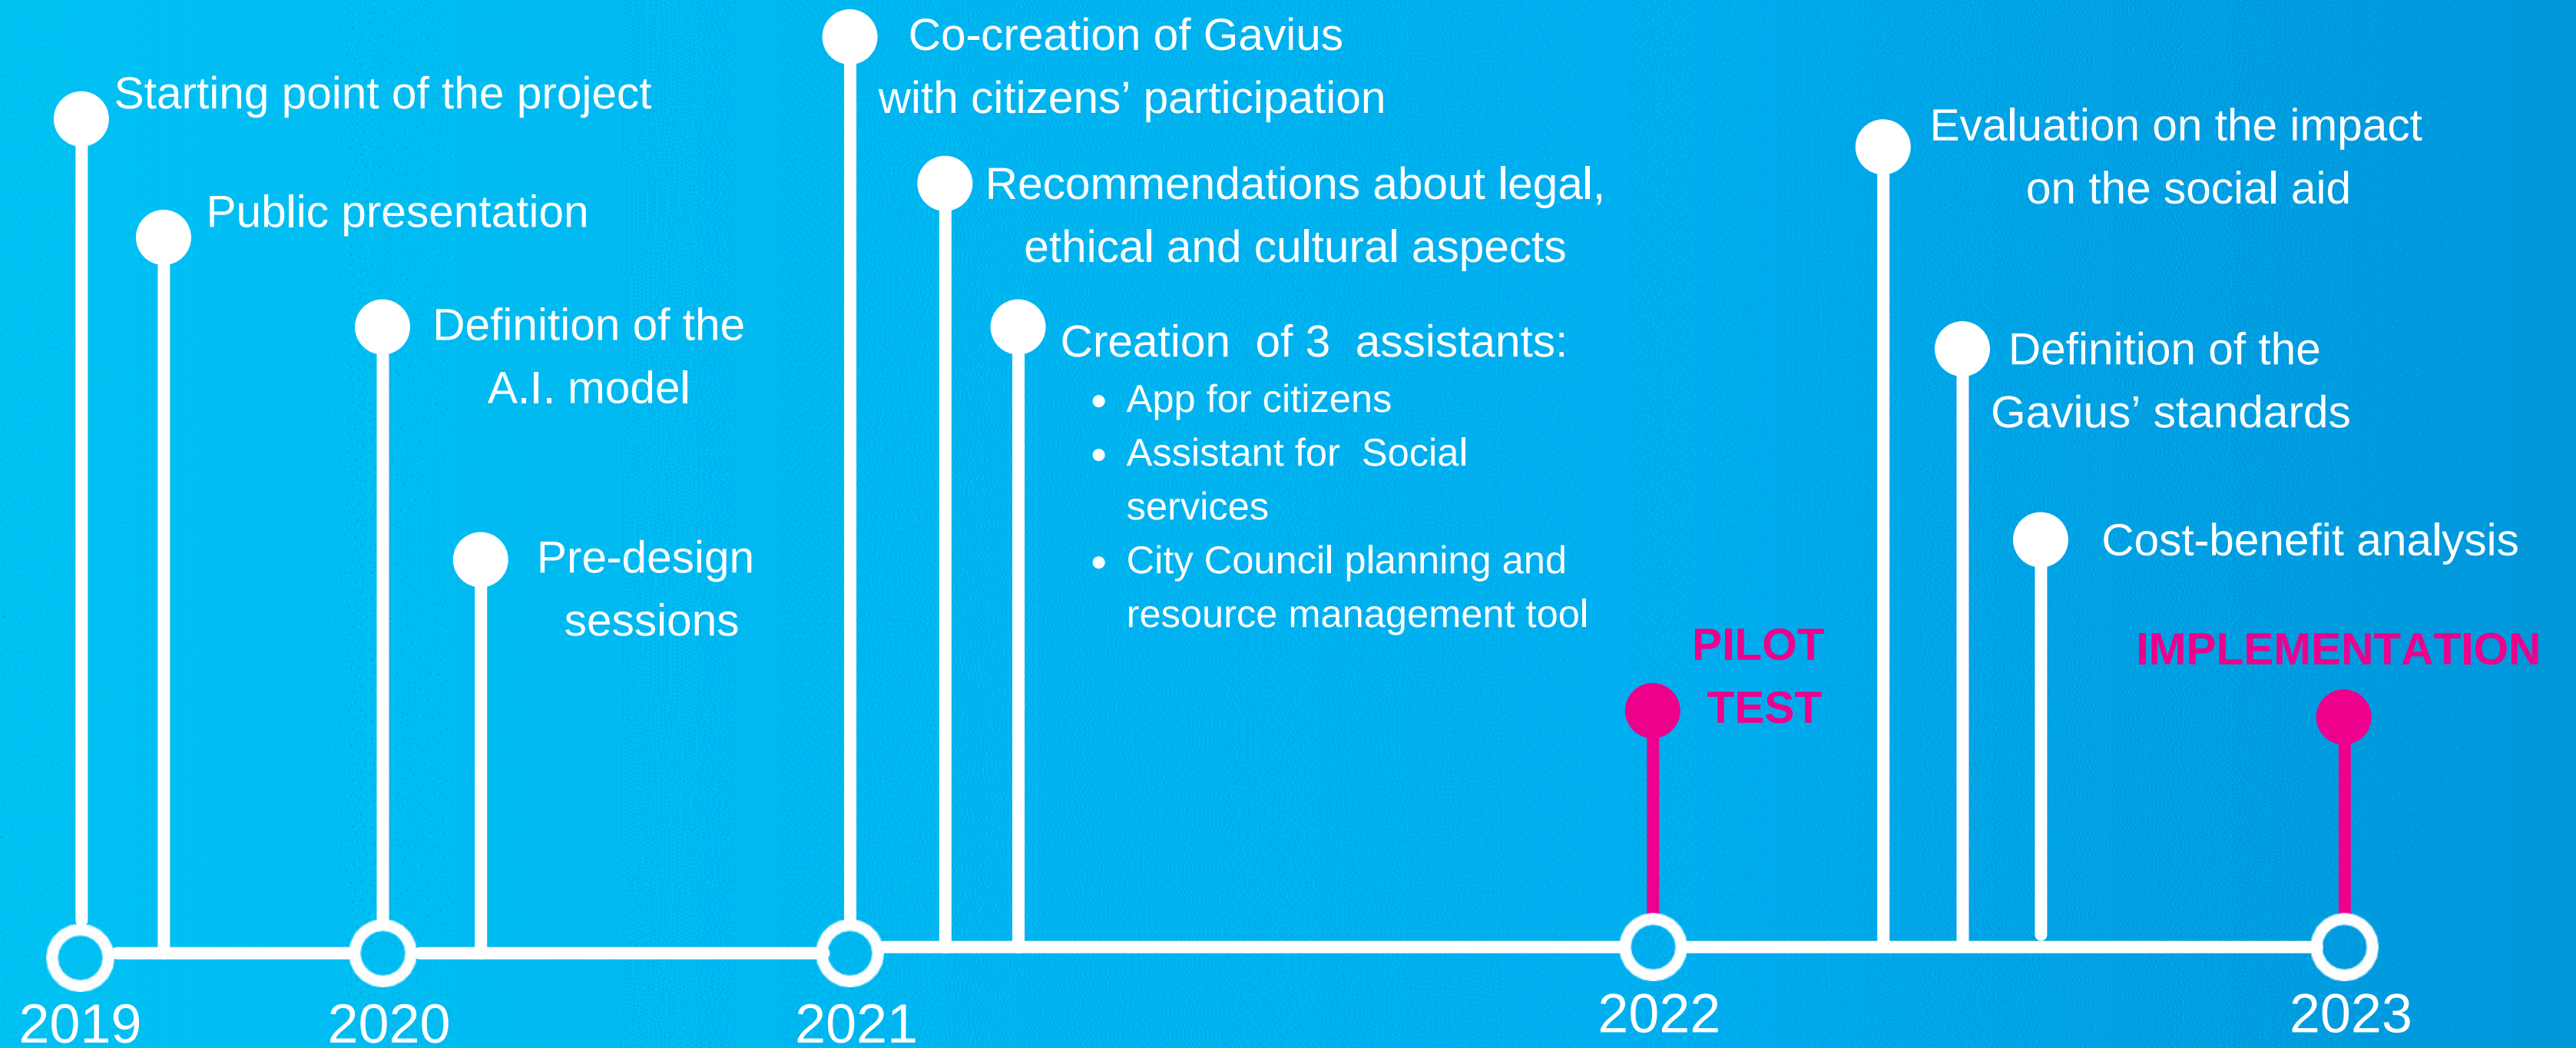 Starting point of the project
Public presentation
Definition of the
A.I. model
Pre-design
sessions
Co-creation of Gavius
with citizens’ participation
Recommendations about legal,
ethical and cultural aspects
Creation of 3 assistants:
• App for citizens
• Assistant for Social
services
• City Council planning and
resource management tool
PILOT
TEST
Evaluation on the impact
on the social aid
Definition of the
Gavius’ standards
Cost-benefit analysis
IMPLEMENTATION
2019
2020
2021
2022
2023